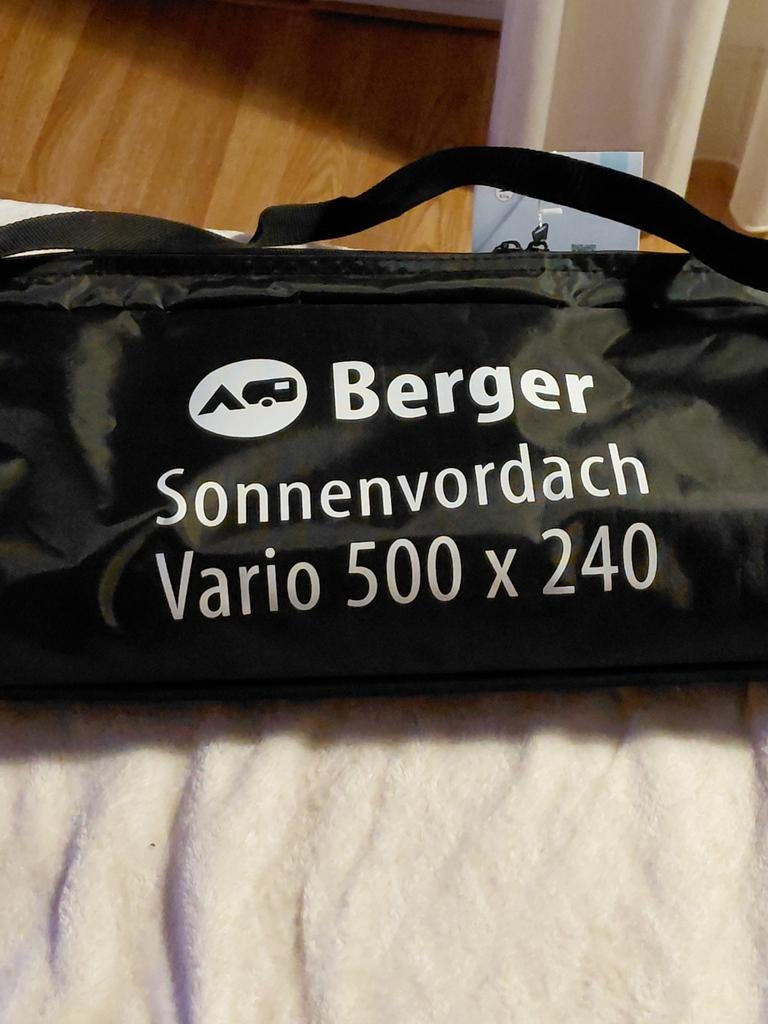 Berger
Sonnenvordach
Vario 500 x 240